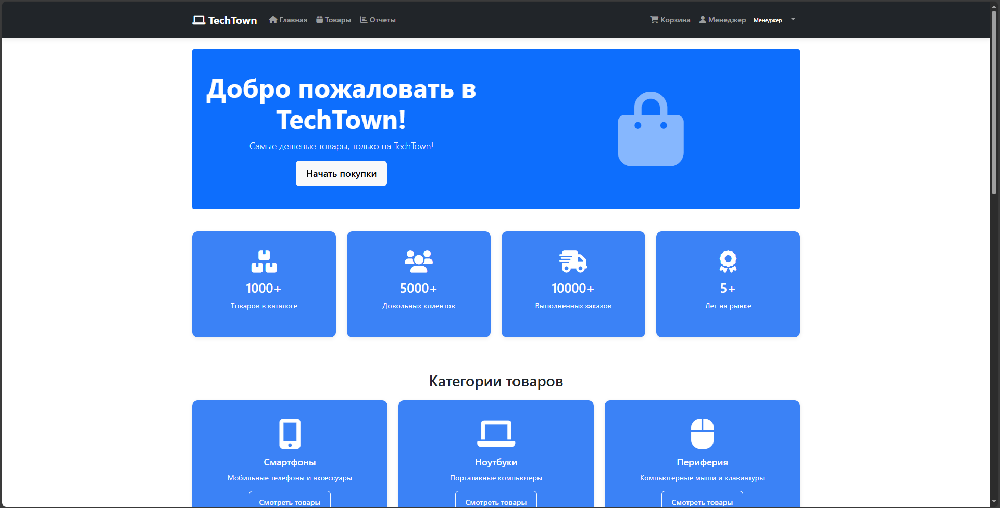 TechTown Главная Товары Отчеты Корзина Менеджер Менеджер
Добро пожаловать в
TechTown!
Самые дешевые товары, только на TechTown!
Начать покупки
1000+ 5000+ 10000+ 5+
Товаров в каталоге Довольных клиентов Выполненных заказов Лет на рынке
Категории товаров
Смартфоны Ноутбуки Периферия
Мобильные телефоны и аксессуары Портативные компьютеры Компьютерные мыши и клавиатуры
Смотреть товары Смотреть товары Смотреть товары